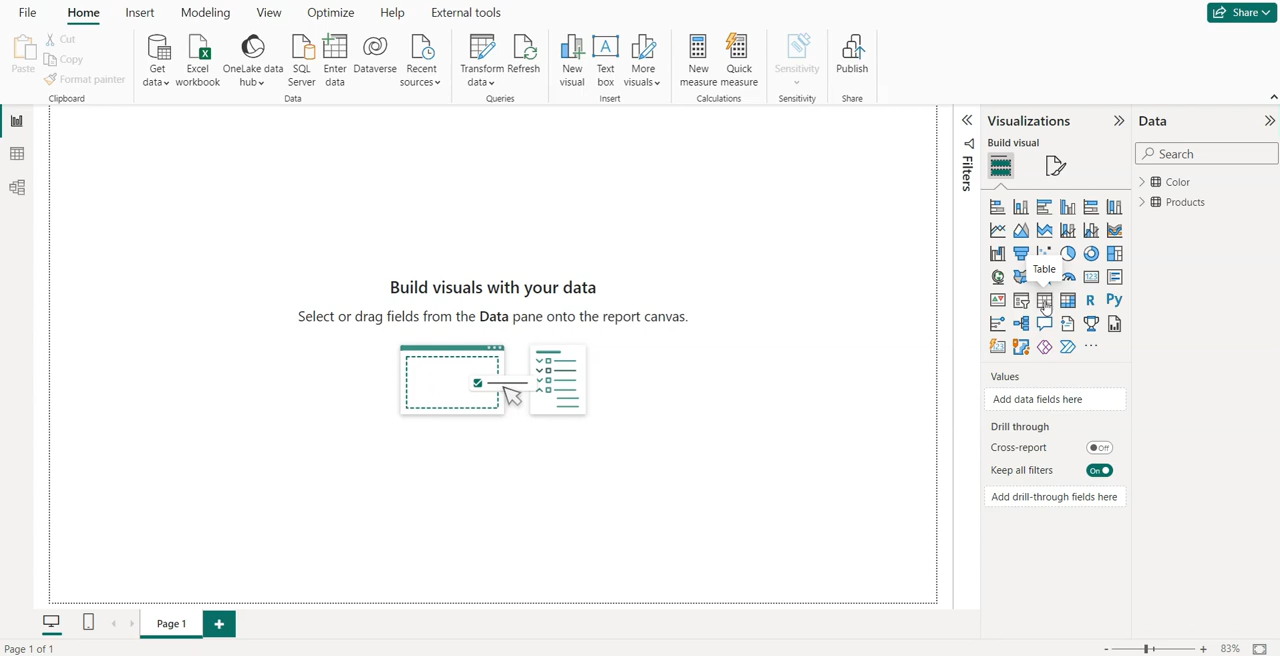 File Home Insert Modeling View Optimize Help External tools Share
Paste Cut Copy Format painter
Get data Excel workbook OneLake data hub SQL Server Enter data Dataverse Recent sources Transform data Refresh New visual A Text box More visuals New measure Quick measure Sensitivity Publish
Clipboard Data Queries Insert Calculations Sensitivity Share
Filters
Visualizations
Build visual
Table
123
R Py
Values
Add data fields here
Drill through
Cross-report Off
Keep all filters On
Add drill-through fields here
Data
Search
Color
Products
Build visuals with your data
Select or drag fields from the Data pane onto the report canvas.
Page 1 +
Page 1 of 1 - + 83%